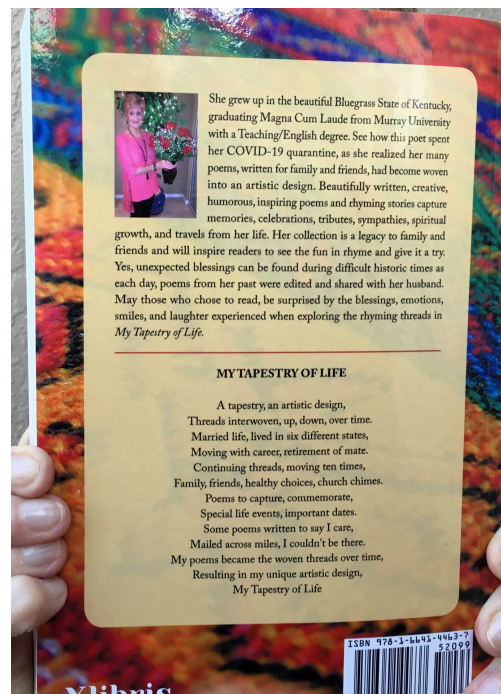 She grew up in the beautiful Bluegrass State of Kentucky,
graduating Magna Cum Laude from Murray University
with a Teaching/English degree. See how this poet spent
her COVID-19 quarantine, as she realized her many
poems, written for family and friends, had become woven
into an artistic design. Beautifully written, creative,
humorous, inspiring poems and rhyming stories capture
memories, celebrations, tributes, sympathies, spiritual
growth, and travels from her life. Her collection is a legacy to family and
friends and will inspire readers to see the fun in rhyme and give it a try.
Yes, unexpected blessings can be found during difficult historic times as
each day, poems from her past were edited and shared with her husband.
May those who chose to read, be surprised by the blessings, emotions,
smiles, and laughter experienced when exploring the rhyming threads in
My Tapestry of Life.
MY TAPESTRY OF LIFE
A tapestry, an artistic design,
Threads interwoven, up, down, over time.
Married life, lived in six different states,
Moving with career, retirement of mate.
Continuing threads, moving ten times,
Family, friends, healthy choices, church chimes.
Poems to capture, commemorate,
Special life events, important dates.
Some poems written to say I care,
Mailed across miles, I couldn't be there.
My poems became the woven threads over time,
Resulting in my unique artistic design,
My Tapestry of Life
ISBN 978-1-6641-4463-7
52099
Xlibris